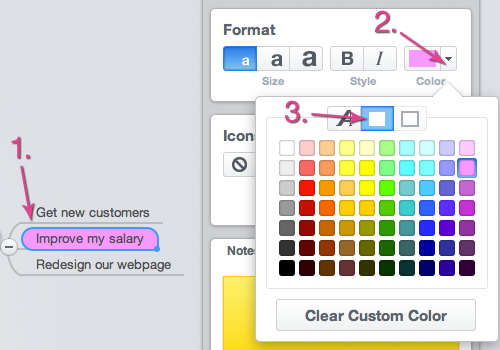 Format
2.
a a a
B I
Size Style Color
3.
A
Icons
1.
Get new customers
Improve my salary
Redesign our webpage
Notes
Clear Custom Color